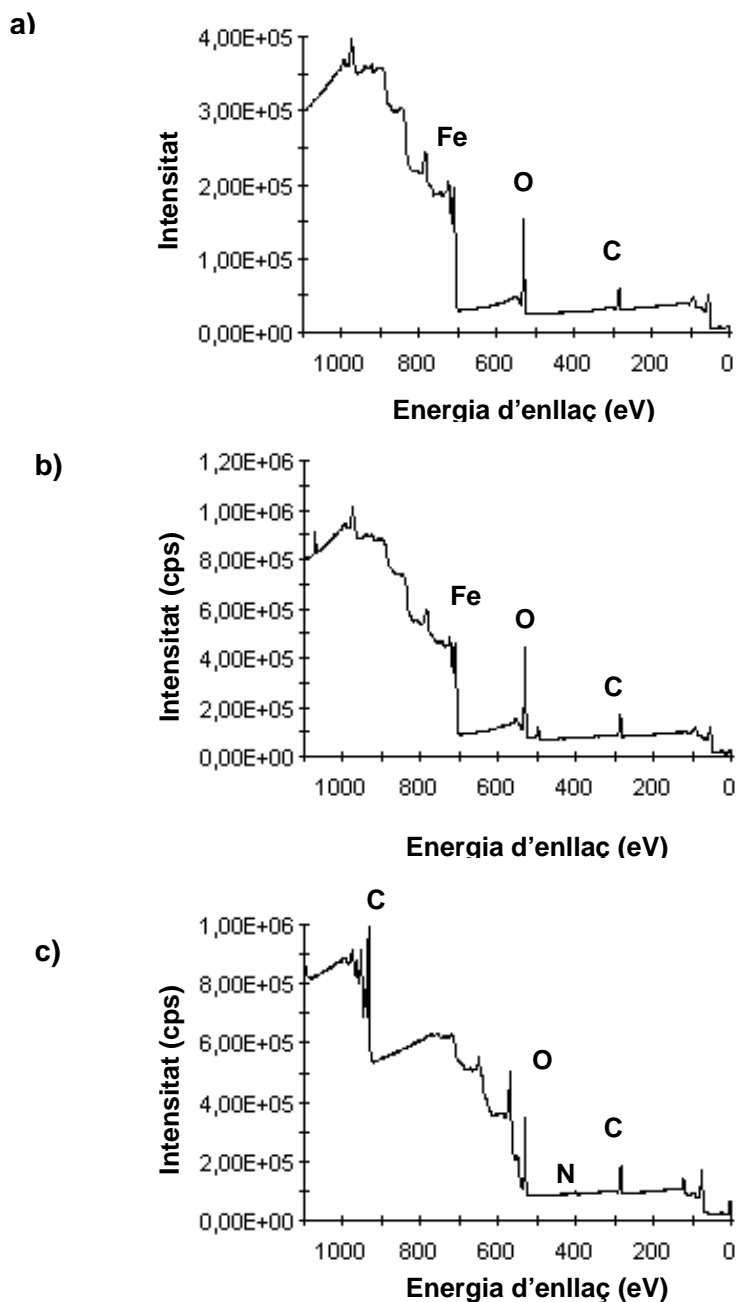 a)
4,00E+05
3,00E+05
2,00E+05
1,00E+05
0,00E+00
Intensitat
Fe
O
C
1000 800 600 400 200 0
Energia d'enllaç (eV)
b)
1,20E+06
1,00E+06
8,00E+05
6,00E+05
4,00E+05
2,00E+05
0,00E+00
Intensitat (cps)
Fe
O
C
1000 800 600 400 200 0
Energia d'enllaç (eV)
c)
1,00E+06
8,00E+05
6,00E+05
4,00E+05
2,00E+05
0,00E+00
Intensitat (cps)
C
O
N
C
1000 800 600 400 200 0
Energia d'enllaç (eV)